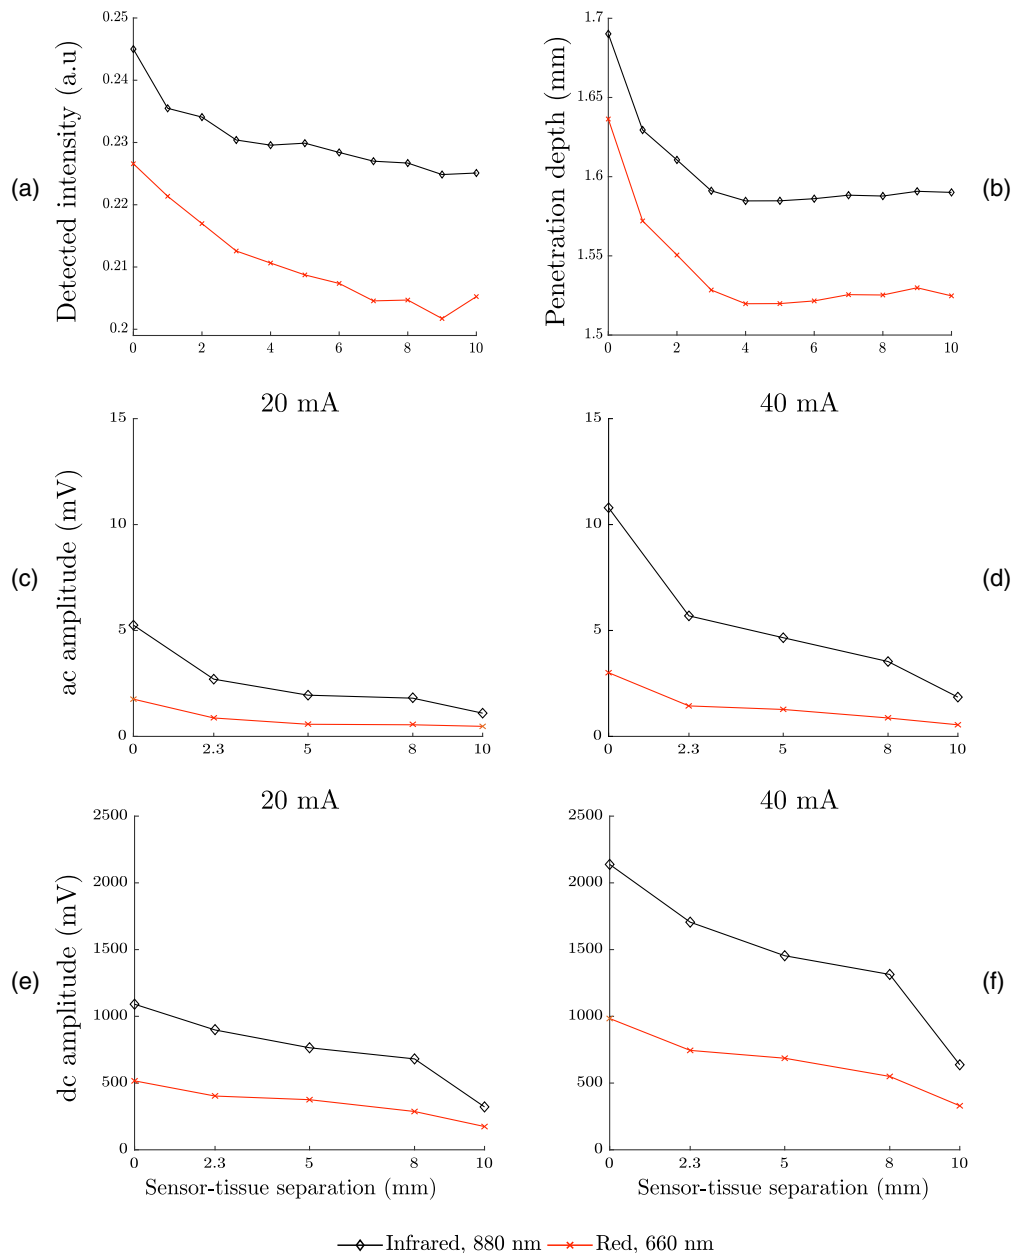 (a)
Detected intensity (a.u)
0.25
0.24
0.23
0.22
0.21
0.2
0 2 4 6 8 10
(b)
Penetration depth (mm)
1.7
1.65
1.6
1.55
1.5
0 2 4 6 8 10
20 mA
(c)
ac amplitude (mV)
15
10
5
0
0 2.3 5 8 10
40 mA
(d)
15
10
5
0
0 2.3 5 8 10
20 mA
(e)
dc amplitude (mV)
2500
2000
1500
1000
500
0
0 2.3 5 8 10
Sensor-tissue separation (mm)
40 mA
(f)
2500
2000
1500
1000
500
0
0 2.3 5 8 10
Sensor-tissue separation (mm)
Infrared, 880 nm Red, 660 nm